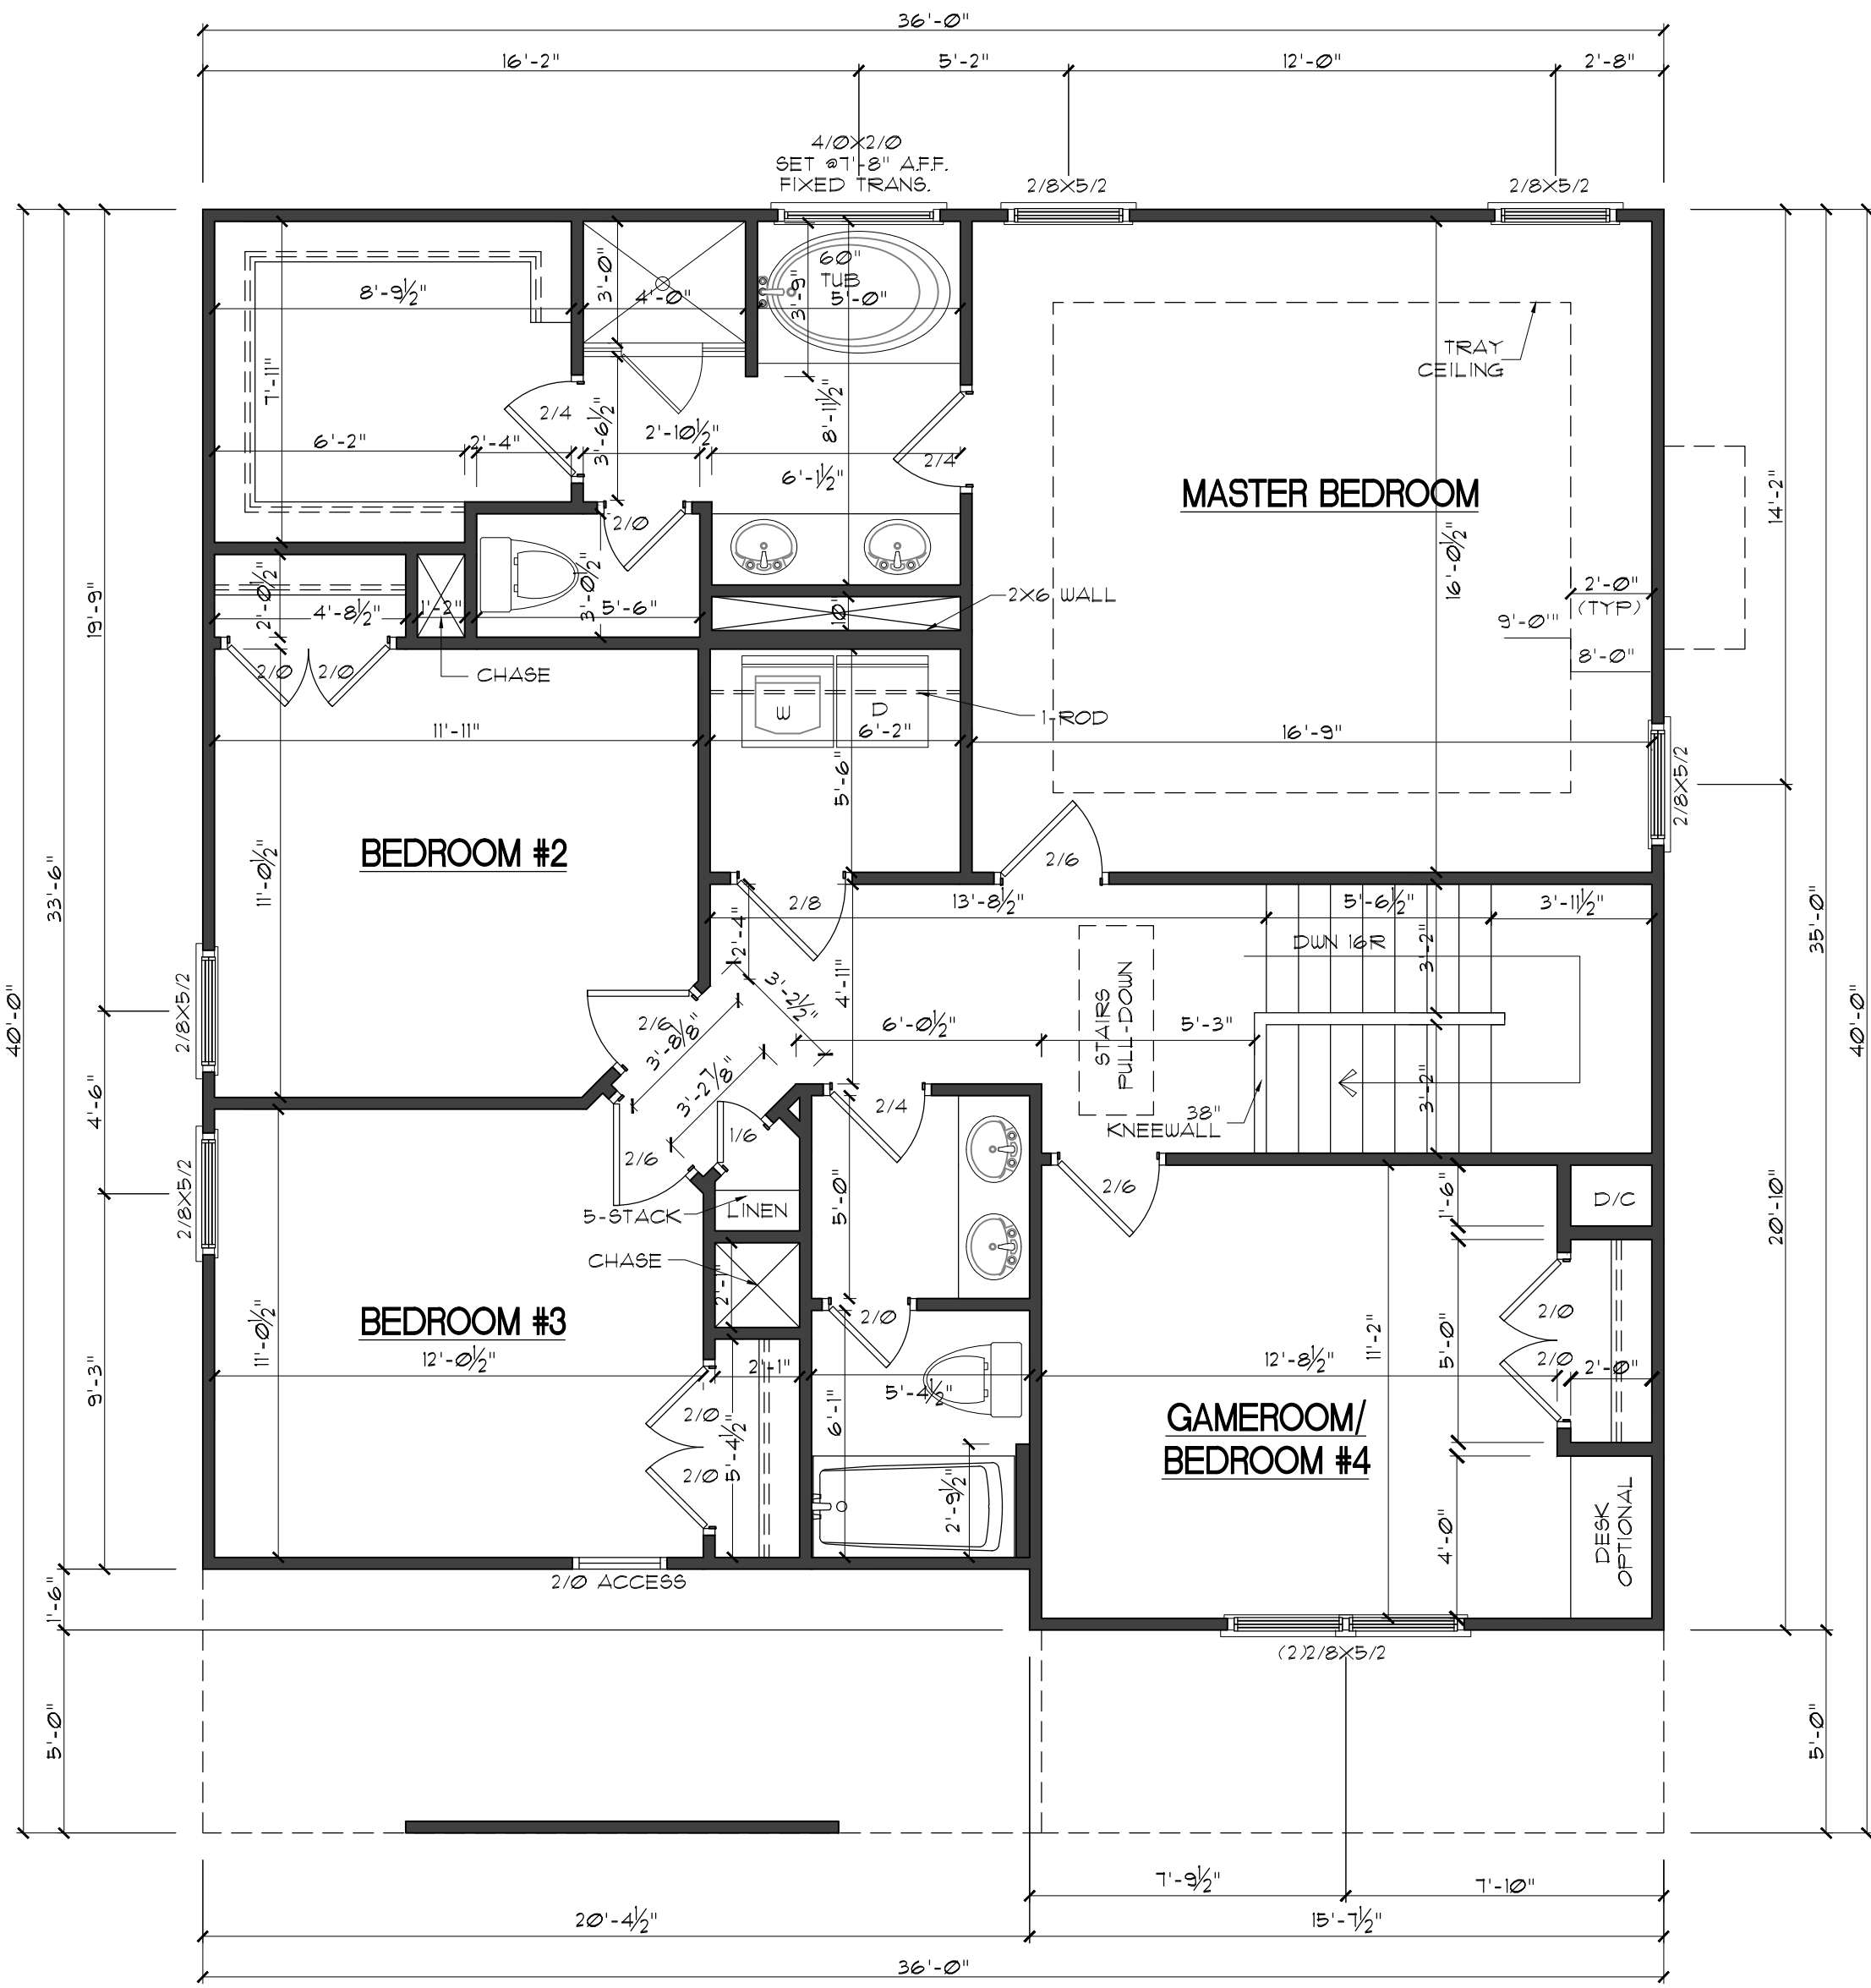 36'-0"
16'-2" 5'-2" 12'-0" 2'-8"
4/0X2/0
SET @7'-8" A.F.F.
FIXED TRANS.
2/8X5/2 2/8X5/2
60"
TUB
3'-0" 4'-0" 3'-9" 5'-0"
8'-9½"
TRAY
CEILING
7'-11"
2/4 3'-6½" 2'-10½" 8'-11½"
6'-2" 2'-4" 6'-1½" 2/4
MASTER BEDROOM
14'-2"
2/0
16'-0½"
19'-9"
2'-0½" 4'-8½" 1'-2" 3'-0½" 5'-6" 10"
2X6 WALL
2'-0"
(TYP)
9'-0'"
8'-0"
2/0 2/0
CHASE
W D
1-ROD
11'-11" 6'-2" 16'-9"
5'-6"
2/8X5/2
BEDROOM #2
11'-0½"
2/6
33'-6"
2/8 13'-8½" 5'-6½" 3'-11½"
2'-4"
DWN 16R
3'-2"
35'-0"
40'-0"
2/8X5/2
4'-11"
3'-2½"
2/6
3'-8⅛"
6'-0½" 5'-3"
STAIRS
PULL-DOWN
40'-0"
3'-2⅞"
4'-6"
3'-2"
38"
KNEEWALL
2/4
1/6
2/6
2/6
2/8X5/2
5-STACK LINEN
5'-0"
1'-6"
D/C
20'-10"
CHASE
2'-1"
2/0
BEDROOM #3
11'-0½"
12'-0½" 2'-1" 5'-4½" 12'-8½" 11'-2" 5'-0" 2/0 2/0 2'-0"
9'-3"
2/0
5'-4½"
6'-1"
2/0
GAMEROOM/
BEDROOM #4
2'-9½"
4'-0"
DESK
OPTIONAL
2/0 ACCESS
1'-6"
(2)2/8X5/2
5'-0" 5'-0"
7'-9½" 7'-10"
20'-4½" 15'-7½"
36'-0"